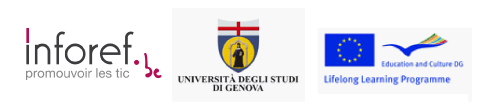 inforef.be
promouvoir les tic
UNIVERSITÀ DEGLI STUDI
DI GENOVA
Education and Culture DG
Lifelong Learning Programme